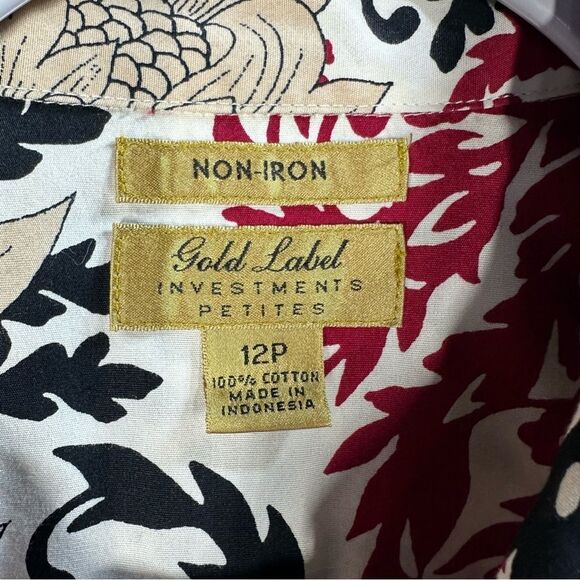 NON-IRON
Gold Label
INVESTMENTS
PETITES
12P
100% COTTON
MADE IN
INDONESIA